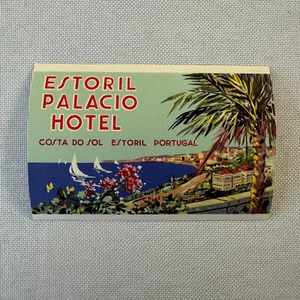 ESTORIL
PALACIO
HOTEL
COSTA DO SOL ESTORIL PORTUGAL